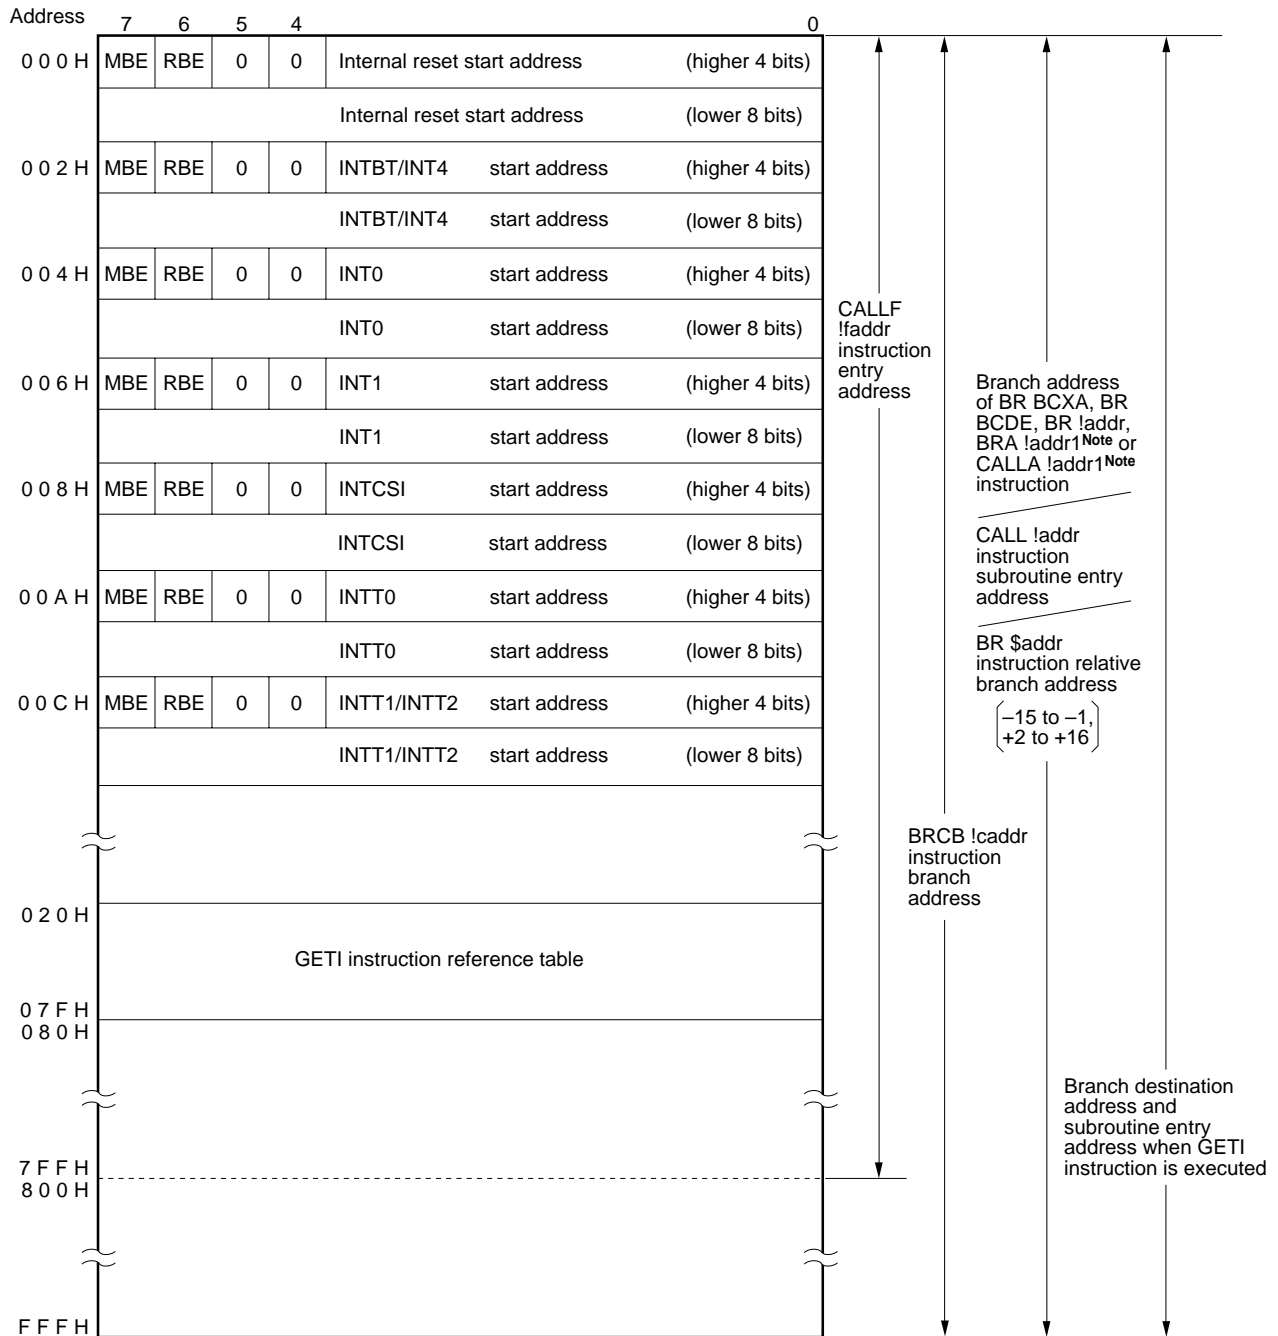 Address
7 6 5 4 0
000H MBE RBE 0 0 Internal reset start address (higher 4 bits)
Internal reset start address (lower 8 bits)
002H MBE RBE 0 0 INTBT/INT4 start address (higher 4 bits)
INTBT/INT4 start address (lower 8 bits)
004H MBE RBE 0 0 INT0 start address (higher 4 bits)
INT0 start address (lower 8 bits)
006H MBE RBE 0 0 INT1 start address (higher 4 bits)
INT1 start address (lower 8 bits)
008H MBE RBE 0 0 INTCSI start address (higher 4 bits)
INTCSI start address (lower 8 bits)
00AH MBE RBE 0 0 INTT0 start address (higher 4 bits)
INTT0 start address (lower 8 bits)
00CH MBE RBE 0 0 INTT1/INTT2 start address (higher 4 bits)
INTT1/INTT2 start address (lower 8 bits)
020H
GETI instruction reference table
07FH
080H
7FFH
800H
FFFH
CALLF
!faddr
instruction
entry
address
BRCB !caddr
instruction
branch
address
Branch address
of BR BCXA, BR
BCDE, BR !addr,
BRA !addr1Note or
CALLA !addr1Note
instruction
CALL !addr
instruction
subroutine entry
address
BR $addr
instruction relative
branch address
–15 to –1,
+2 to +16
Branch destination
address and
subroutine entry
address when GETI
instruction is executed